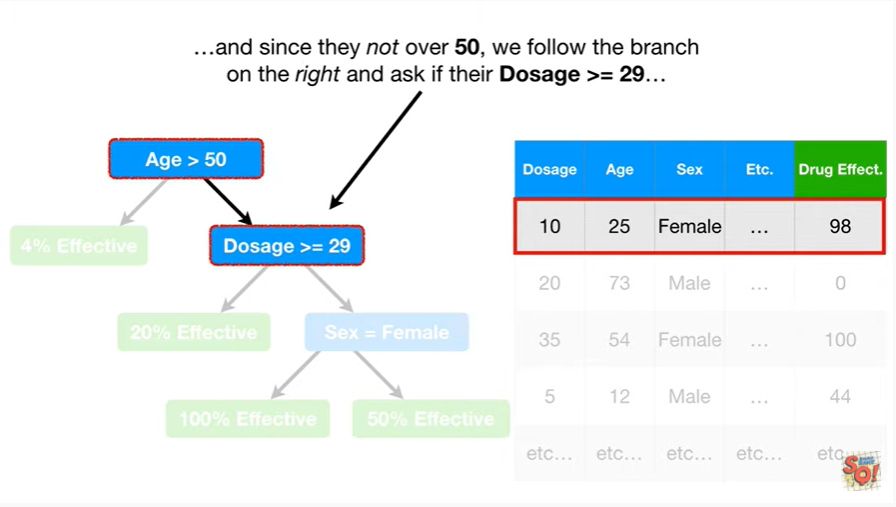 …and since they not over 50, we follow the branch
on the right and ask if their Dosage >= 29…
Age > 50
4% Effective
Dosage >= 29
20% Effective
Sex = Female
100% Effective
50% Effective
Dosage Age Sex Etc. Drug Effect.
10 25 Female … 98
20 73 Male … 0
35 54 Female … 100
5 12 Male … 44
etc… etc… etc… etc… etc
SQ!